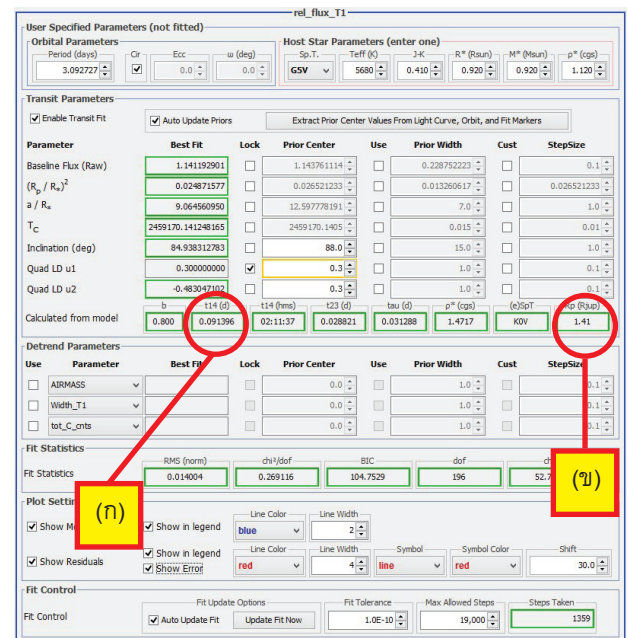 rel_flux_T1
User Specified Parameters (not fitted)
Orbital Parameters Host Star Parameters (enter one)
Period (days) Cir Ecc ω (deg) Sp.T. Teff (K) J-K R* (Rsun) M* (Msun) ρ* (cgs)
3.092727 0.0 0.0 G5V 5680 0.410 0.920 0.920 1.120
Transit Parameters
Enable Transit Fit Auto Update Priors Extract Prior Center Values From Light Curve, Orbit, and Fit Markers
Parameter Best Fit Lock Prior Center Use Prior Width Cust StepSize
Baseline Flux (Raw) 1.141192901 1.143761114 0.228752223 0.1
(Rp / R*)² 0.024871577 0.026521233 0.013260617 0.026521233
a / R* 9.064560950 12.597778191 7.0 1.0
TC 2459170.141248165 2459170.1405 0.015 0.01
Inclination (deg) 84.938312783 88.0 15.0 1.0
Quad LD u1 0.300000000 0.3 1.0 0.1
Quad LD u2 -0.483047102 0.3 1.0 0.1
b t14 (d) t14 (hms) t23 (d) tau (d) ρ* (cgs) (e)SpT Rp (Rjup)
Calculated from model 0.800 0.091396 02:11:37 0.028821 0.031288 1.4717 K0V 1.41
Detrend Parameters
Use Parameter Best Fit Lock Prior Center Use Prior Width Cust StepSize
AIRMASS 0.0 1.0 0.1
Width_T1 0.0 1.0 0.1
tot_C_cnts 0.0 1.0 0.1
Fit Statistics
RMS (norm) chi²/dof BIC dof
Fit Statistics 0.014004 0.269116 104.7529 196 52.7
(ก) (ข)
Plot Setti
Line Color Line Width
Show M Show in legend blue 2
Show in legend Line Color Line Width Symbol Symbol Color Shift
Show Residuals Show Error red 4 line red 30.0
Fit Control
Fit Update Options Fit Tolerance Max Allowed Steps Steps Taken
Fit Control Auto Update Fit Update Fit Now 1.0E-10 19,000 1359